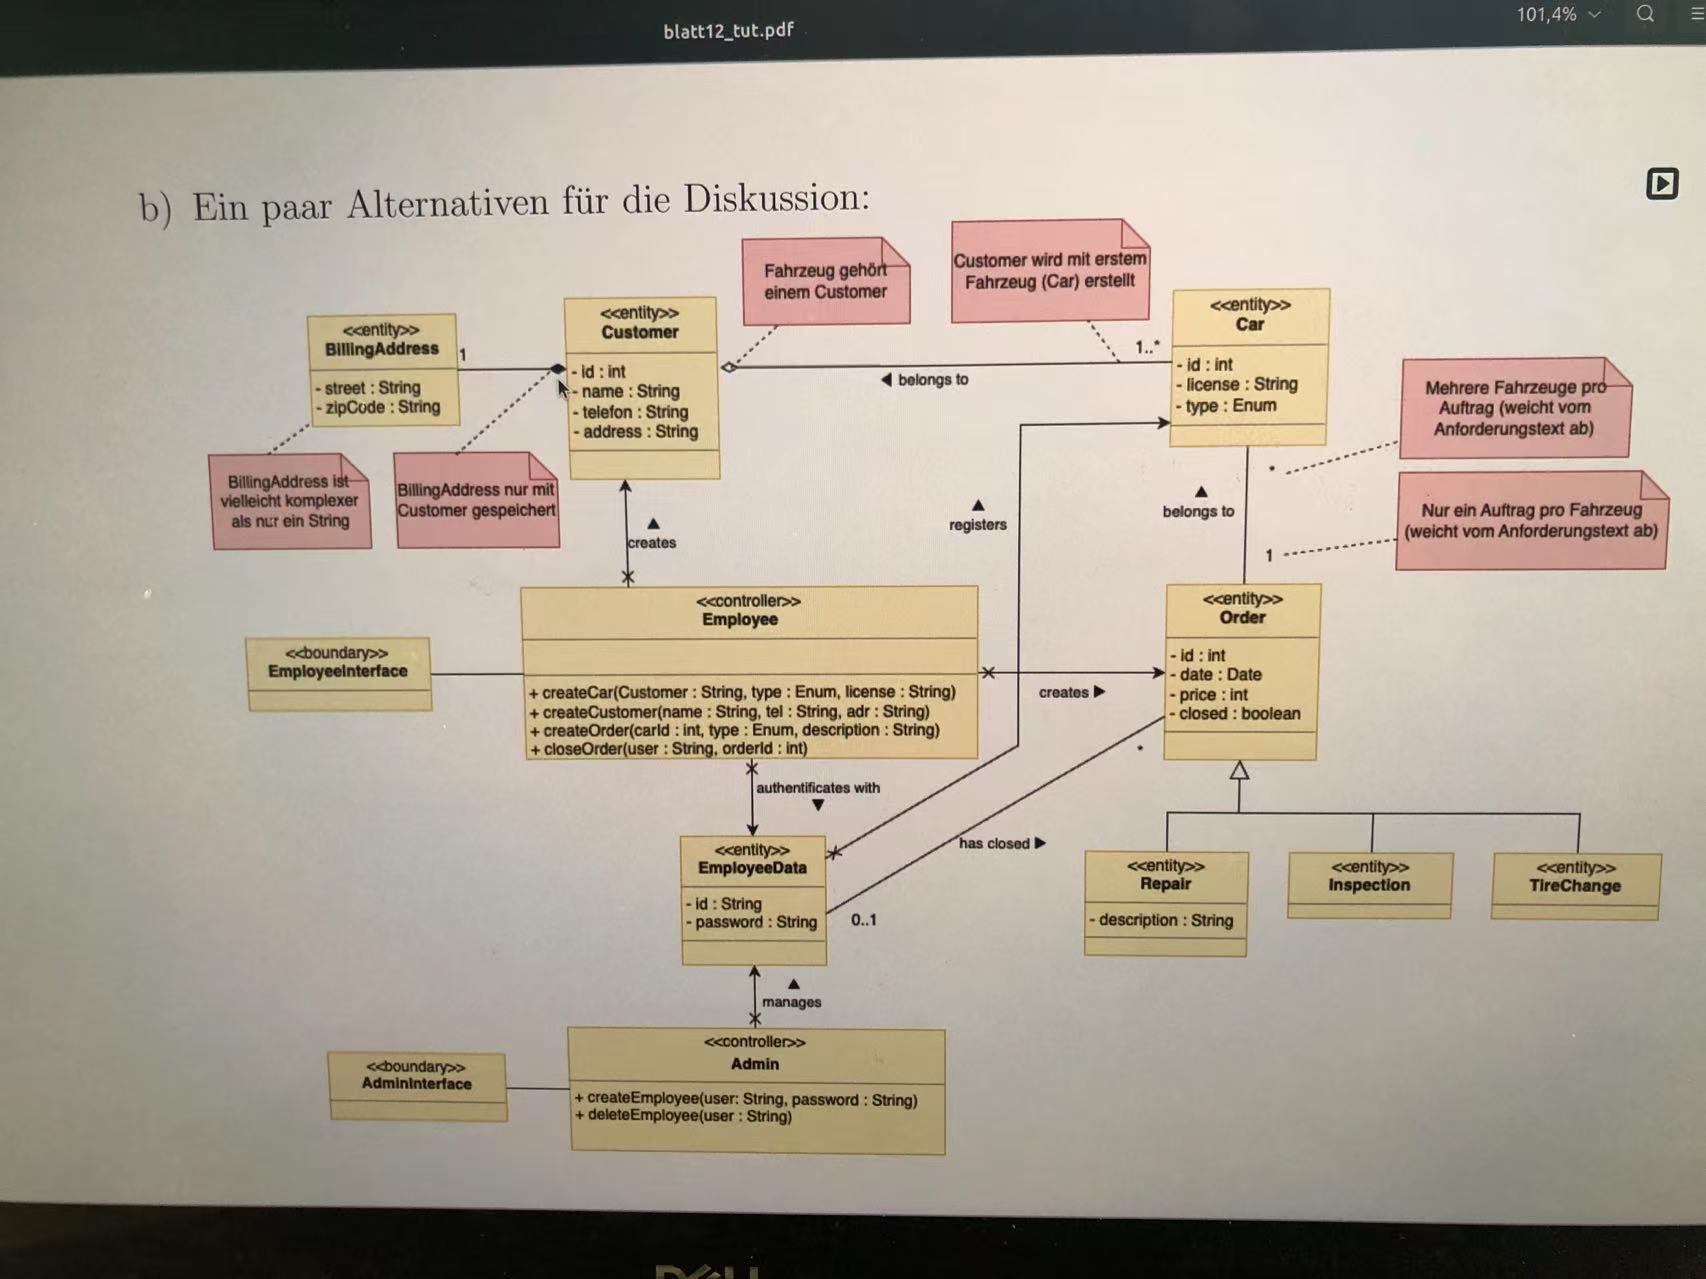 blatt12_tut.pdf
101,4%
b) Ein paar Alternativen für die Diskussion:
Fahrzeug gehört
einem Customer
Customer wird mit erstem
Fahrzeug (Car) erstellt
<<entity>>
BillingAddress
- street : String
- zipCode : String
1
<<entity>>
Customer
- id : int
- name : String
- telefon : String
- address : String
◀ belongs to
1..*
<<entity>>
Car
- id : int
- license : String
- type : Enum
Mehrere Fahrzeuge pro
Auftrag (weicht vom
Anforderungstext ab)
BillingAddress ist
vielleicht komplexer
als nur ein String
BillingAddress nur mit
Customer gespeichert
▲
creates
▲
registers
▲
belongs to
*
1
Nur ein Auftrag pro Fahrzeug
(weicht vom Anforderungstext ab)
<<boundary>>
EmployeeInterface
<<controller>>
Employee
+ createCar(Customer : String, type : Enum, license : String)
+ createCustomer(name : String, tel : String, adr : String)
+ createOrder(carId : int, type : Enum, description : String)
+ closeOrder(user : String, orderId : int)
creates ▶
<<entity>>
Order
- id : int
- date : Date
- price : int
- closed : boolean
*
authentificates with
▼
has closed ▶
<<entity>>
EmployeeData
- id : String
- password : String
0..1
<<entity>>
Repair
- description : String
<<entity>>
Inspection
<<entity>>
TireChange
▲
manages
<<boundary>>
AdminInterface
<<controller>>
Admin
+ createEmployee(user: String, password : String)
+ deleteEmployee(user : String)
DELL